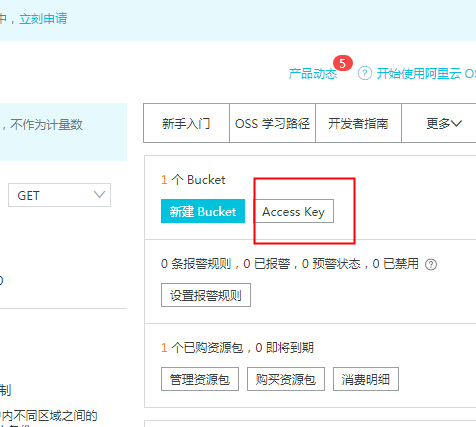 中，立刻申请
产品动态 5 ? 开始使用阿里云 OS
，不作为计量数
新手入门 OSS 学习路径 开发者指南 更多
1 个 Bucket
GET
新建 Bucket Access Key
0 条报警规则，0 已报警，0 预警状态，0 已禁用 ?
0
设置报警规则
1 个已购资源包，0 即将到期
管理资源包 购买资源包 消费明细
制
内不同区域之间的